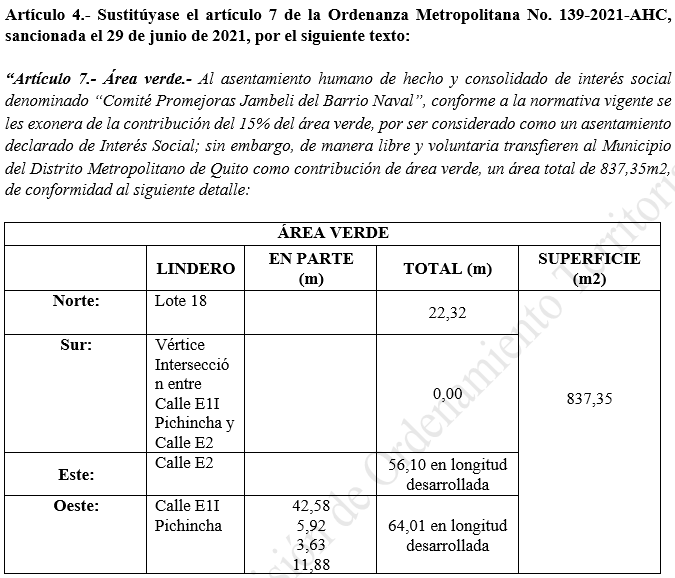 Artículo 4.- Sustitúyase el artículo 7 de la Ordenanza Metropolitana No. 139-2021-AHC,
sancionada el 29 de junio de 2021, por el siguiente texto:
“Artículo 7.- Área verde.- Al asentamiento humano de hecho y consolidado de interés social
denominado “Comité Promejoras Jambeli del Barrio Naval”, conforme a la normativa vigente se
les exonera de la contribución del 15% del área verde, por ser considerado como un asentamiento
declarado de Interés Social; sin embargo, de manera libre y voluntaria transfieren al Municipio
del Distrito Metropolitano de Quito como contribución de área verde, un área total de 837,35m2,
de conformidad al siguiente detalle:
ÁREA VERDE
LINDERO EN PARTE (m) TOTAL (m) SUPERFICIE (m2)
Norte: Lote 18 22,32
Sur: Vértice
Intersecció
n entre
Calle E1I
Pichincha y
Calle E2
0,00
837,35
Este: Calle E2 56,10 en longitud
desarrollada
Oeste: Calle E1I
Pichincha
42,58
5,92
3,63
11,88
64,01 en longitud
desarrollada
de Ordenamiento Territori